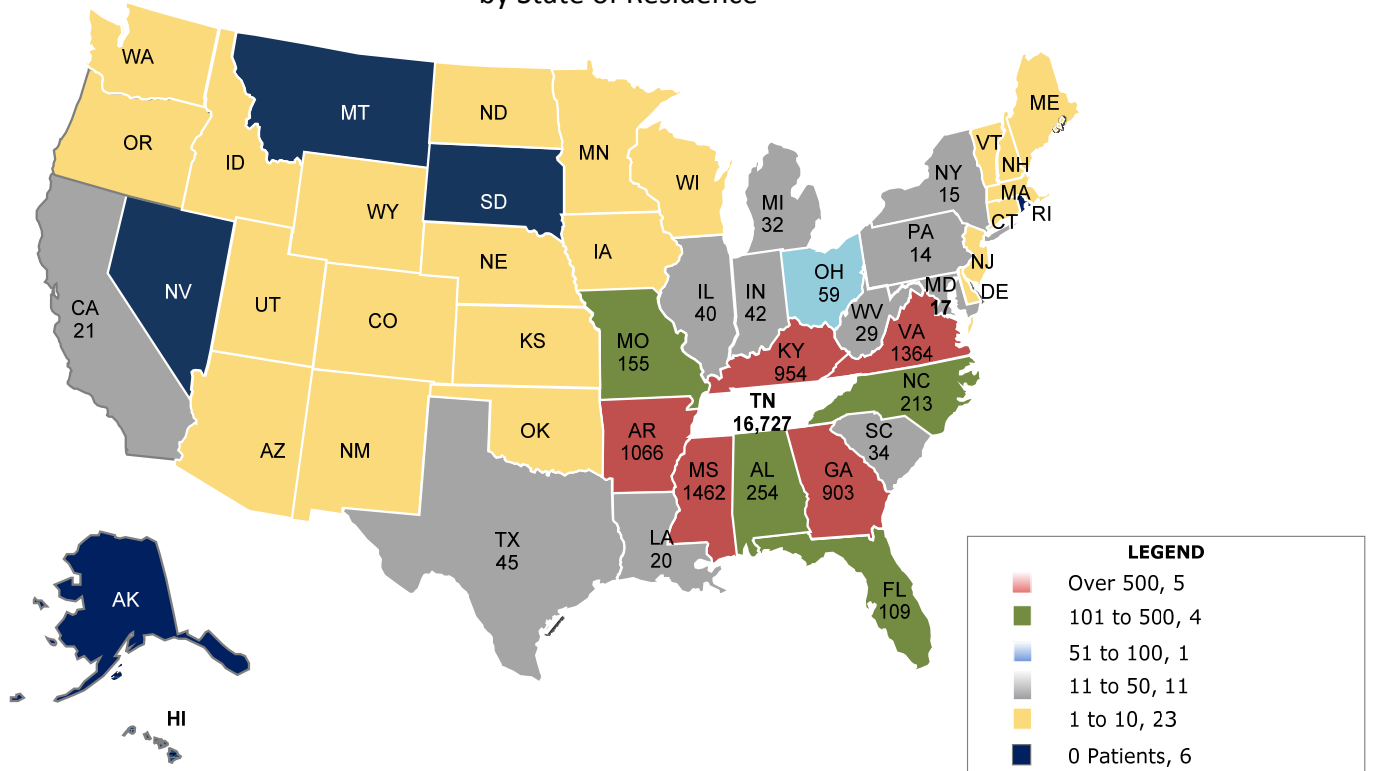 by State of Residence
WA
OR
ID
MT
ND
MN
SD
WY
WI
MI
32
NY
15
VT
NH
ME
MA
CT
RI
PA
14
NJ
DE
MD
17
NE
IA
NV
UT
CO
KS
CA
21
IL
40
IN
42
OH
59
WV
29
VA
1364
MO
155
KY
954
NC
213
TN
16,727
AZ
NM
OK
AR
1066
MS
1462
AL
254
GA
903
SC
34
TX
45
LA
20
FL
109
AK
HI
LEGEND
Over 500, 5
101 to 500, 4
51 to 100, 1
11 to 50, 11
1 to 10, 23
0 Patients, 6